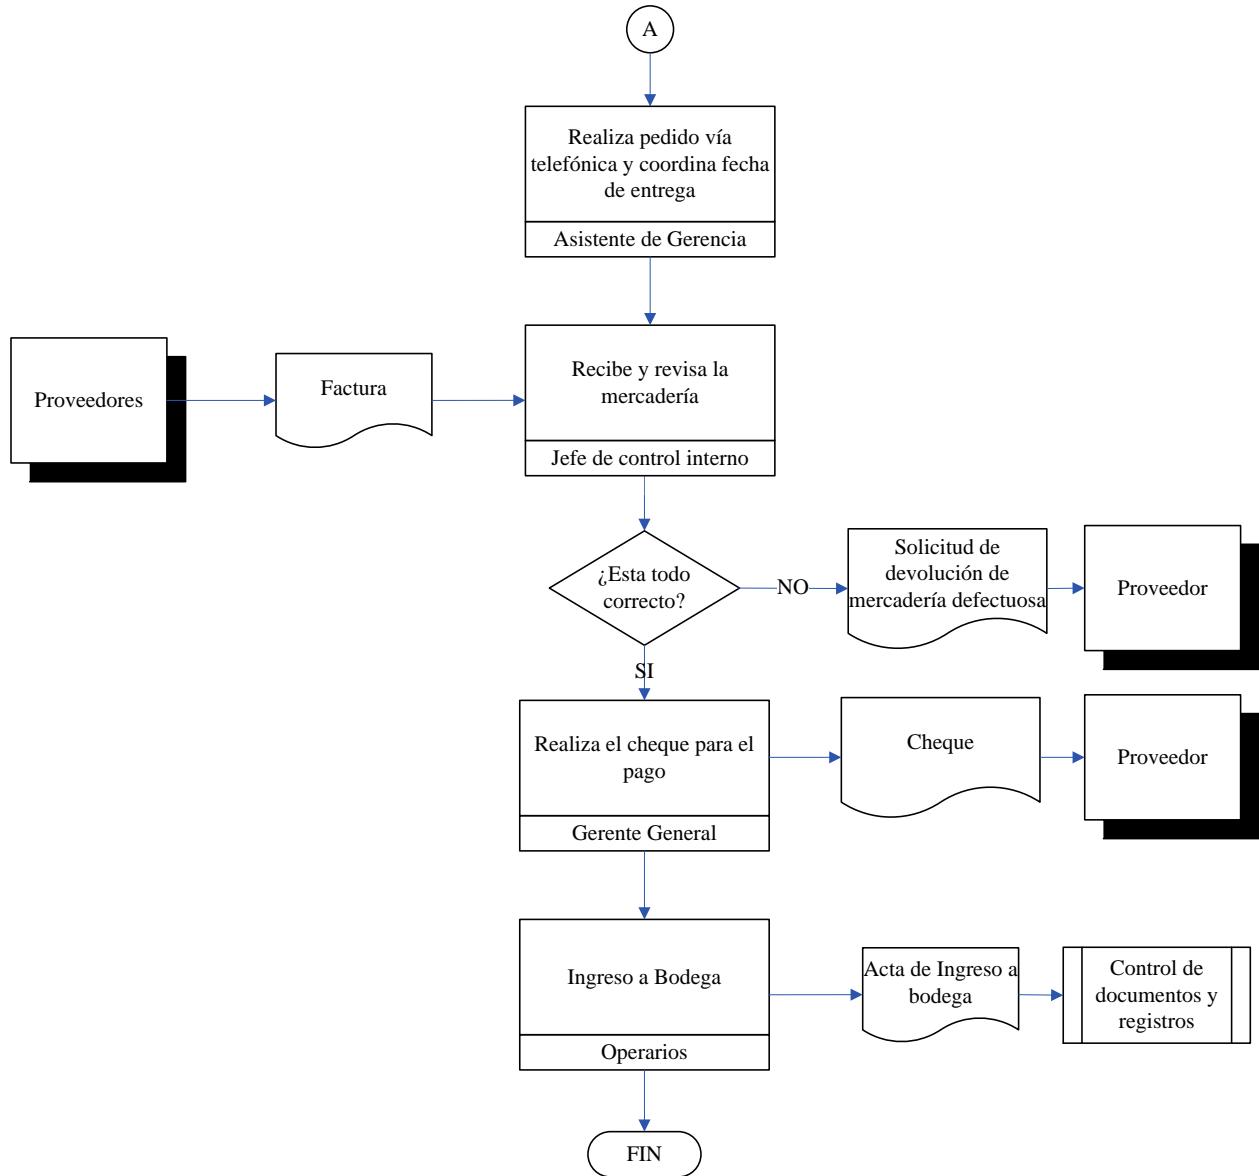 A
Realiza pedido vía
telefónica y coordina fecha
de entrega
Asistente de Gerencia
Proveedores
Factura
Recibe y revisa la
mercadería
Jefe de control interno
¿Esta todo
correcto?
NO
Solicitud de
devolución de
mercadería defectuosa
Proveedor
SI
Realiza el cheque para el
pago
Gerente General
Cheque
Proveedor
Ingreso a Bodega
Operarios
Acta de Ingreso a
bodega
Control de
documentos y
registros
FIN